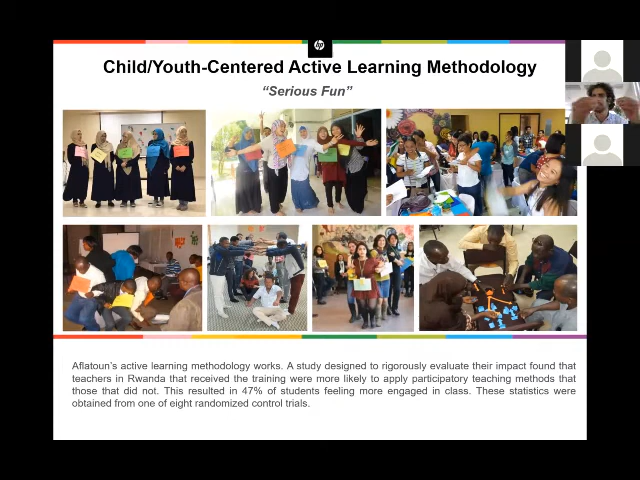 hp
Child/Youth-Centered Active Learning Methodology
“Serious Fun”
Aflatoun’s active learning methodology works. A study designed to rigorously evaluate their impact found that
teachers in Rwanda that received the training were more likely to apply participatory teaching methods that
those that did not. This resulted in 47% of students feeling more engaged in class. These statistics were
obtained from one of eight randomized control trials.